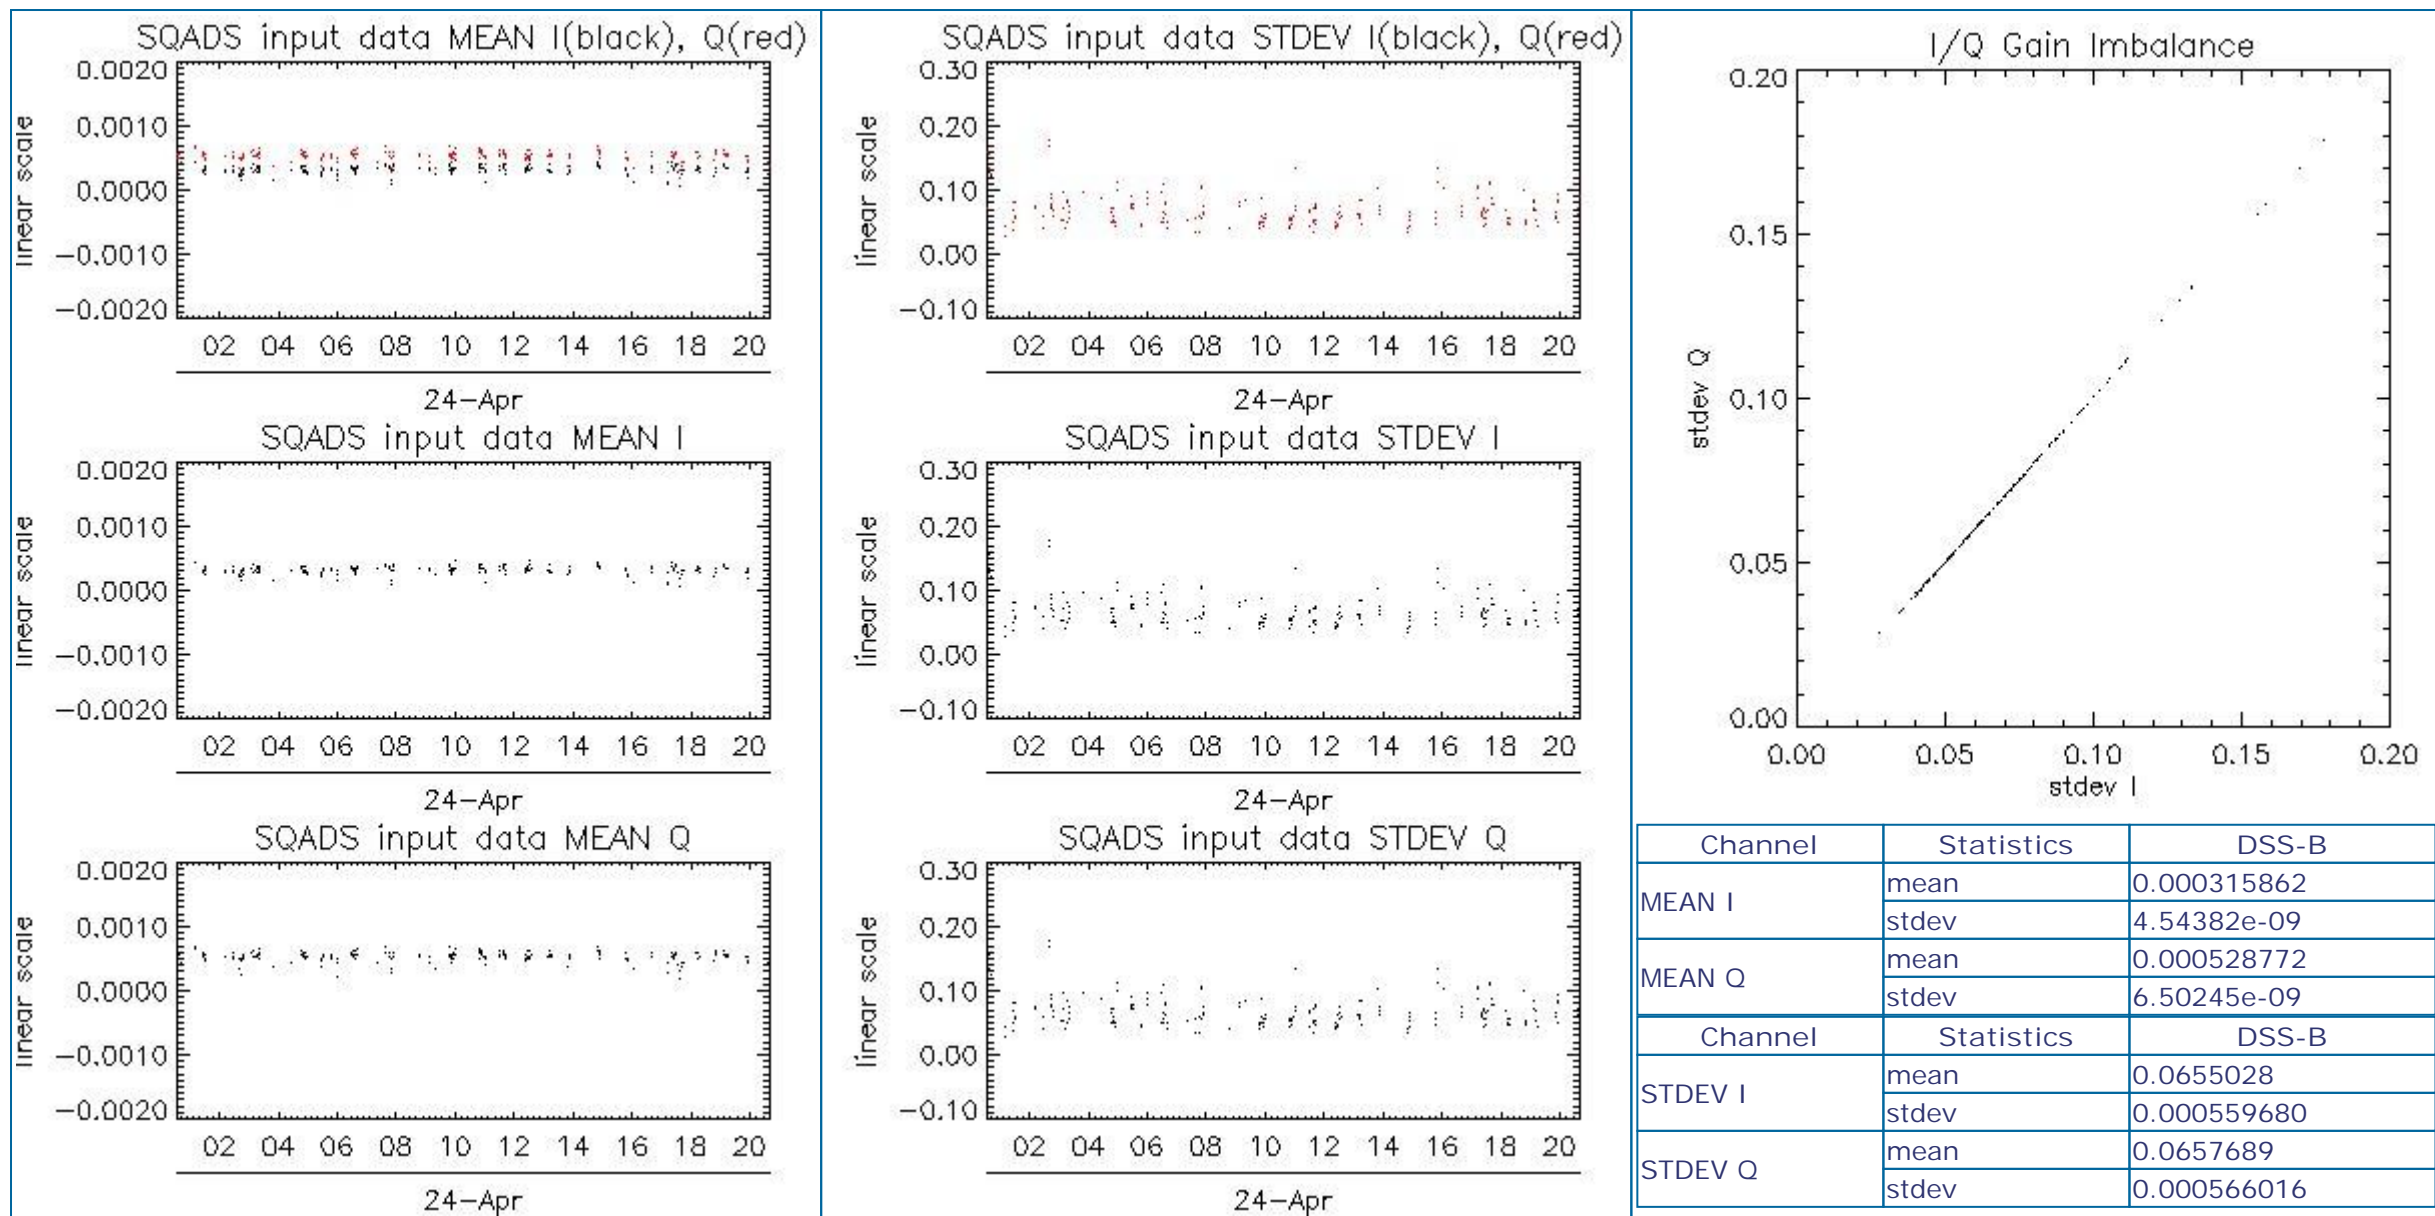 SQADS input data MEAN I(black), Q(red)
linear scale
0.0020
0.0010
0.0000
-0.0010
-0.0020
02 04 06 08 10 12 14 16 18 20
24-Apr
SQADS input data MEAN I
linear scale
0.0020
0.0010
0.0000
-0.0010
-0.0020
02 04 06 08 10 12 14 16 18 20
24-Apr
SQADS input data MEAN Q
linear scale
0.0020
0.0010
0.0000
-0.0010
-0.0020
02 04 06 08 10 12 14 16 18 20
24-Apr
SQADS input data STDEV I(black), Q(red)
linear scale
0.30
0.20
0.10
0.00
-0.10
02 04 06 08 10 12 14 16 18 20
24-Apr
SQADS input data STDEV I
linear scale
0.30
0.20
0.10
0.00
-0.10
02 04 06 08 10 12 14 16 18 20
24-Apr
SQADS input data STDEV Q
linear scale
0.30
0.20
0.10
0.00
-0.10
02 04 06 08 10 12 14 16 18 20
24-Apr
I/Q Gain Imbalance
stdev Q
0.20
0.15
0.10
0.05
0.00
0.00 0.05 0.10 0.15 0.20
stdev I
Channel Statistics DSS-B
MEAN I mean 0.000315862
stdev 4.54382e-09
MEAN Q mean 0.000528772
stdev 6.50245e-09
Channel Statistics DSS-B
STDEV I mean 0.0655028
stdev 0.000559680
STDEV Q mean 0.0657689
stdev 0.000566016